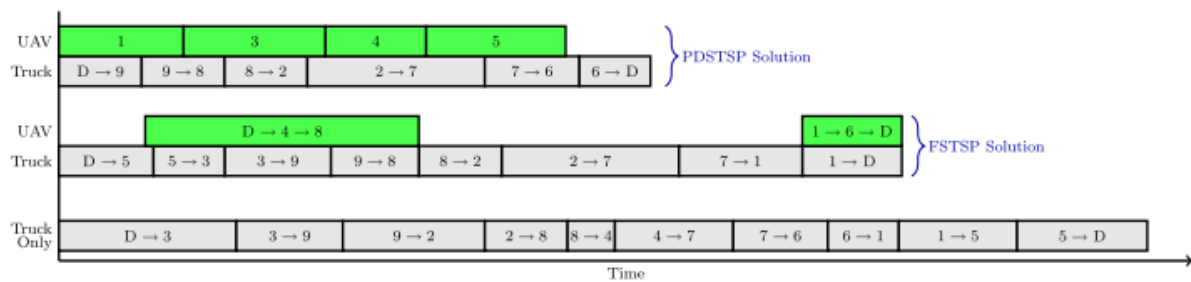 UAV 1 3 4 5
Truck D → 9 9 → 8 8 → 2 2 → 7 7 → 6 6 → D
PDSTSP Solution
UAV D → 4 → 8 1 → 6 → D
Truck D → 5 5 → 3 3 → 9 9 → 8 8 → 2 2 → 7 7 → 1 1 → D
FSTSP Solution
Truck
Only
D → 3 3 → 9 9 → 2 2 → 8 8 → 4 4 → 7 7 → 6 6 → 1 1 → 5 5 → D
Time